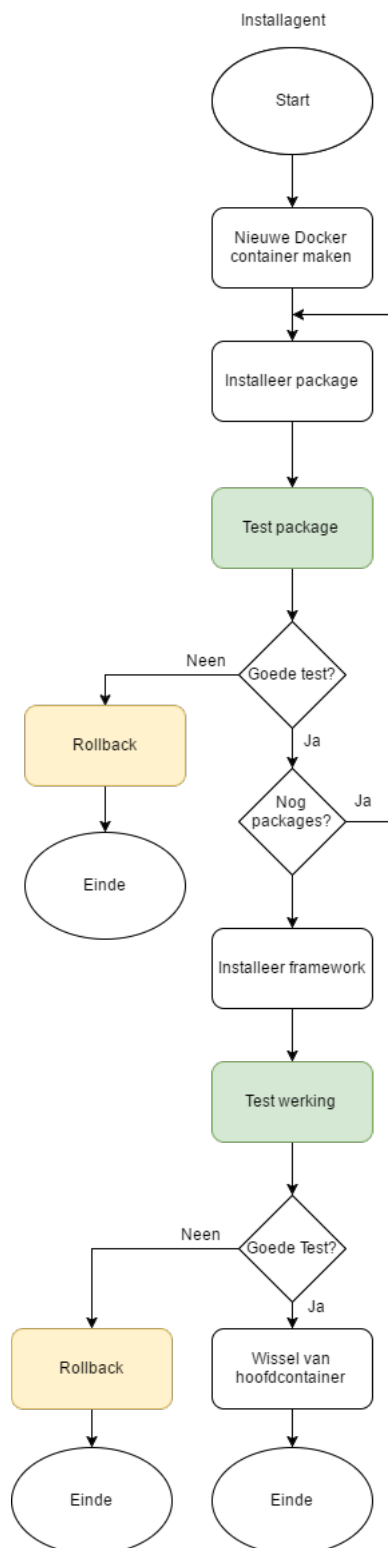 Installagent
Start
Nieuwe Docker
container maken
Installeer package
Test package
Neen
Goede test?
Rollback
Ja
Nog
packages?
Ja
Einde
Installeer framework
Test werking
Neen
Goede Test?
Ja
Rollback
Wissel van
hoofdcontainer
Einde
Einde